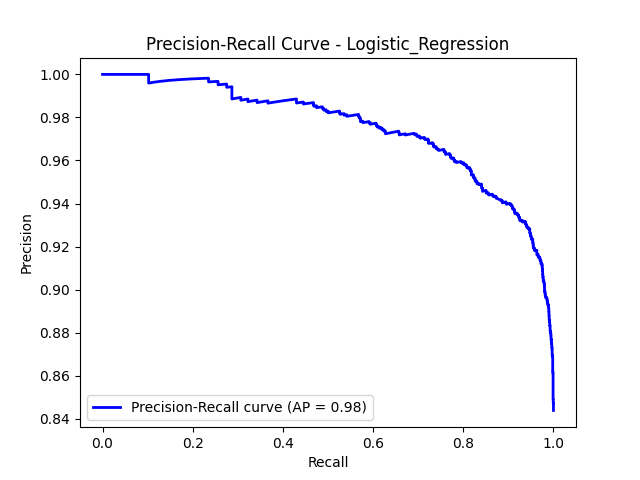 Precision-Recall Curve - Logistic_Regression
1.00
0.98
0.96
0.94
0.92
0.90
0.88
0.86
0.84
Precision
Precision-Recall curve (AP = 0.98)
0.0 0.2 0.4 0.6 0.8 1.0
Recall